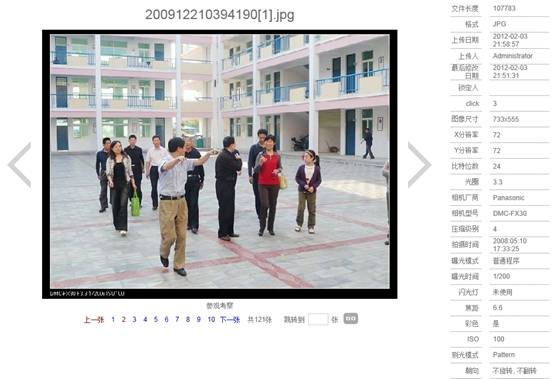 200912210394190[1].jpg
参观考察
上一张 1 2 3 4 5 6 7 8 9 10 下一张 共121张 跳转到 张 GO
文件长度 107783
格式 JPG
上传日期 2012-02-03 21:58:57
上传人 Administrator
最后修改日期 2012-02-03 21:51:31
锁定人
click 3
图像尺寸 733x555
X分辨率 72
Y分辨率 72
比特位数 24
光圈 3.3
相机厂商 Panasonic
相机型号 DMC-FX30
压缩级别 4
拍摄时间 2008:05:10 17:33:25
曝光模式 普通程序
曝光时间 1/200
闪光灯 未使用
焦距 6.6
彩色 是
ISO 100
测光模式 Pattern
朝向 不旋转，不翻转